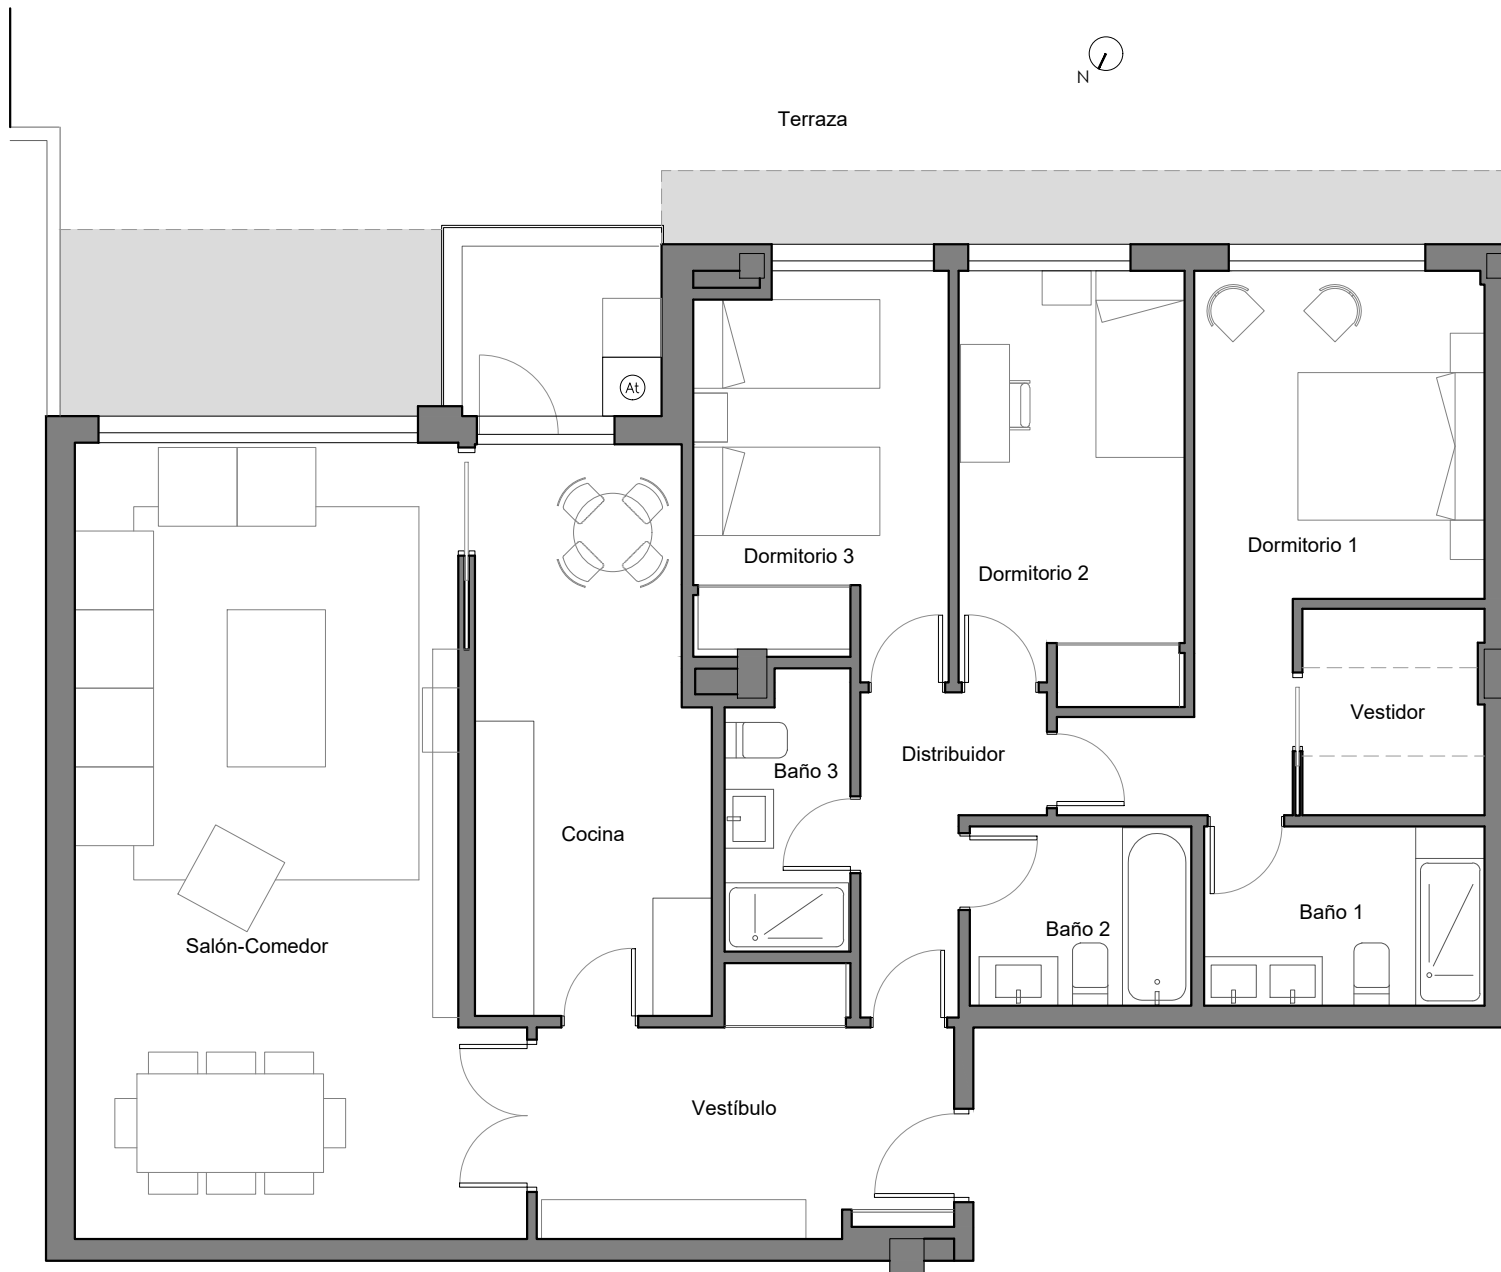 N
Terraza
At
Dormitorio 3
Dormitorio 2
Dormitorio 1
Vestidor
Distribuidor
Baño 3
Cocina
Baño 1
Baño 2
Salón-Comedor
Vestíbulo